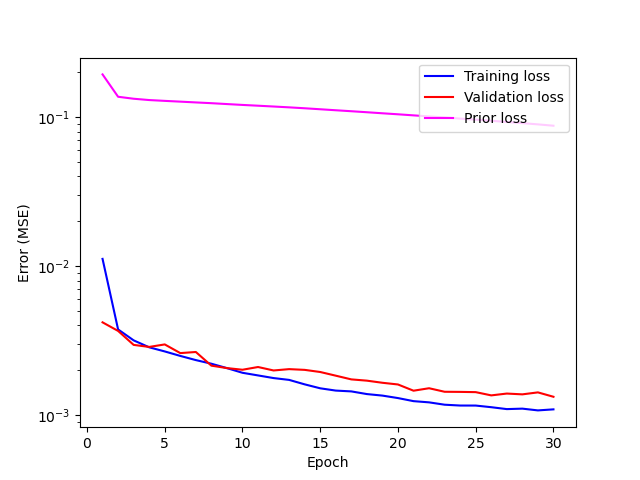 Training loss
Validation loss
Prior loss
10⁻¹
10⁻²
10⁻³
Error (MSE)
0 5 10 15 20 25 30
Epoch